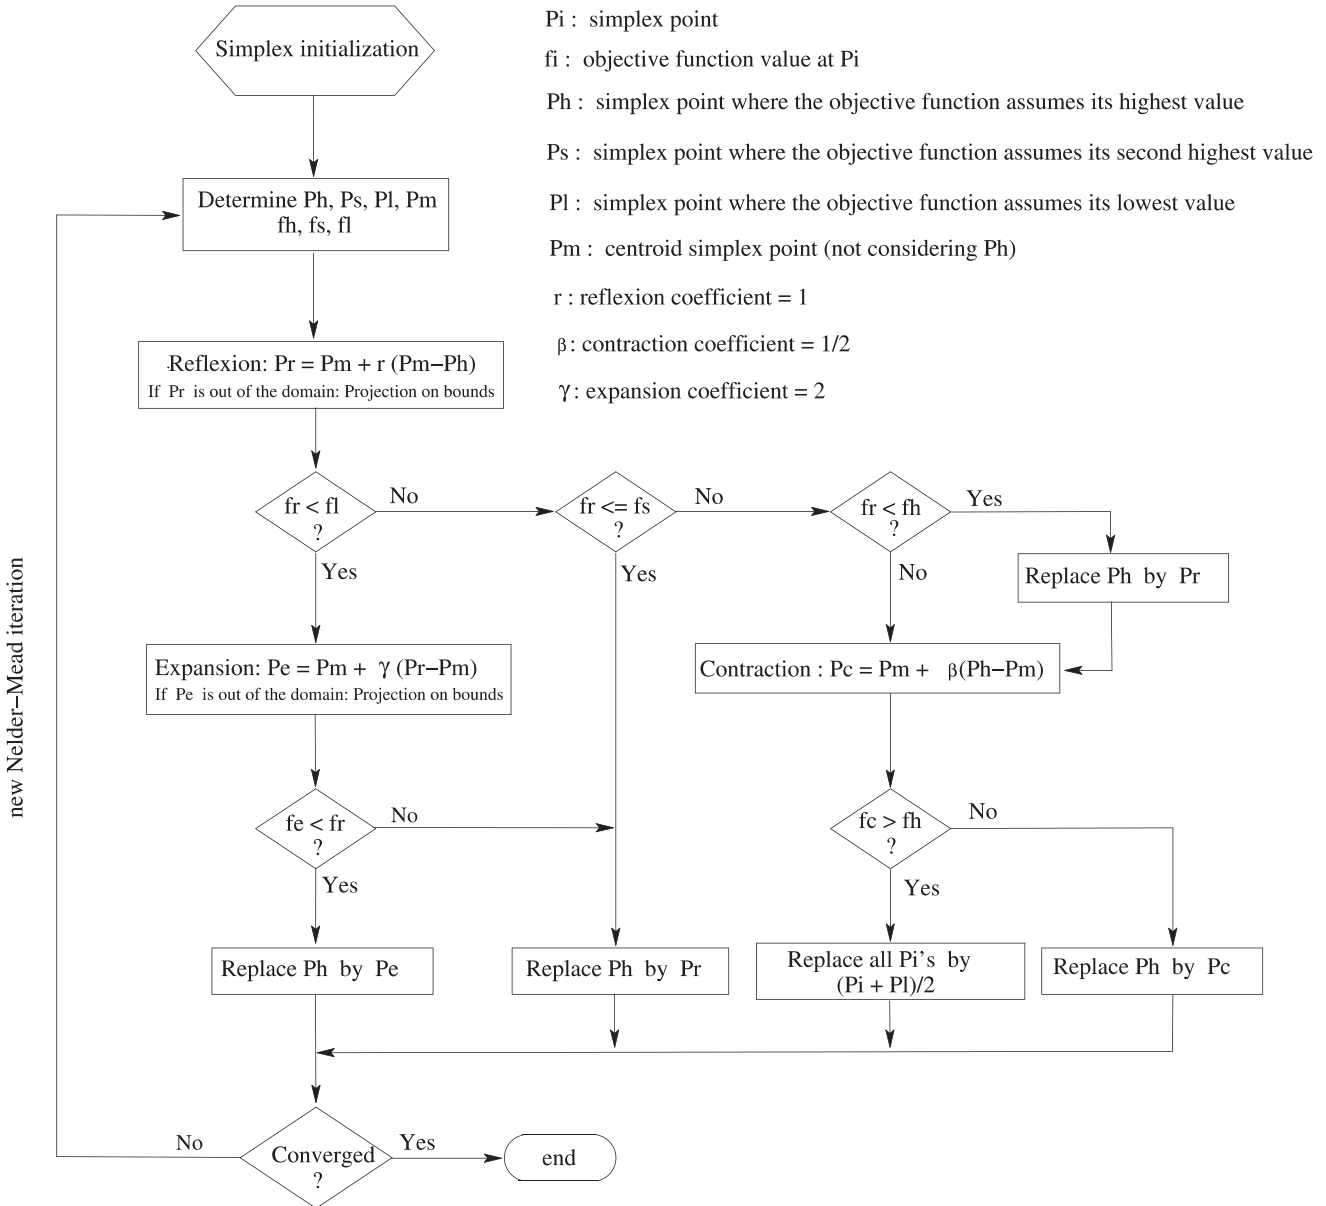 Simplex initialization
Pi : simplex point
fi : objective function value at Pi
Ph : simplex point where the objective function assumes its highest value
Ps : simplex point where the objective function assumes its second highest value
Pl : simplex point where the objective function assumes its lowest value
Pm : centroid simplex point (not considering Ph)
r : reflexion coefficient = 1
β : contraction coefficient = 1/2
γ : expansion coefficient = 2
Determine Ph, Ps, Pl, Pm
fh, fs, fl
Reflexion: Pr = Pm + r (Pm−Ph)
If Pr is out of the domain: Projection on bounds
fr < fl
?
No
Yes
fr <= fs
?
No
Yes
fr < fh
?
Yes
No
Replace Ph by Pr
Expansion: Pe = Pm + γ (Pr−Pm)
If Pe is out of the domain: Projection on bounds
Contraction : Pc = Pm + β(Ph−Pm)
new Nelder−Mead iteration
fe < fr
?
No
Yes
fc > fh
?
No
Yes
Replace Ph by Pe
Replace Ph by Pr
Replace all Pi's by
(Pi + Pl)/2
Replace Ph by Pc
Converged
?
No
Yes
end